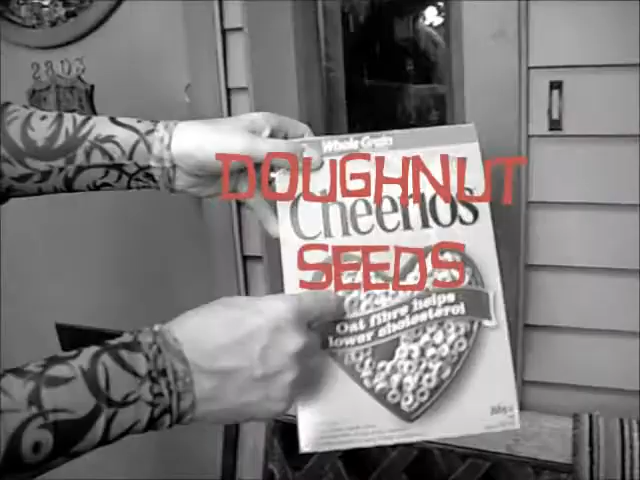 2803
Whole Grain
DOUGHNUT
Cheerios
SEEDS
Oat fibre helps
lower cholesterol